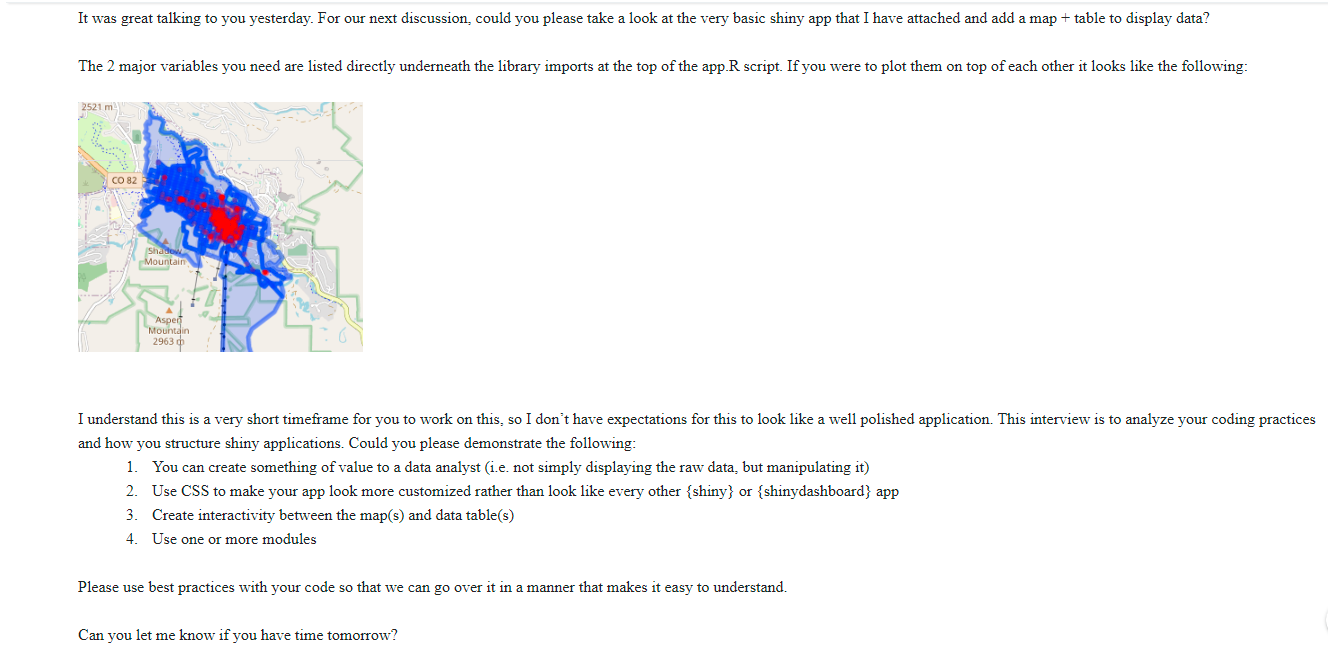 It was great talking to you yesterday. For our next discussion, could you please take a look at the very basic shiny app that I have attached and add a map + table to display data?
The 2 major variables you need are listed directly underneath the library imports at the top of the app.R script. If you were to plot them on top of each other it looks like the following:
2521 m
CO 82
Shadow
Mountain
Aspen
Mountain
2963 m
I understand this is a very short timeframe for you to work on this, so I don’t have expectations for this to look like a well polished application. This interview is to analyze your coding practices
and how you structure shiny applications. Could you please demonstrate the following:
1. You can create something of value to a data analyst (i.e. not simply displaying the raw data, but manipulating it)
2. Use CSS to make your app look more customized rather than look like every other {shiny} or {shinydashboard} app
3. Create interactivity between the map(s) and data table(s)
4. Use one or more modules
Please use best practices with your code so that we can go over it in a manner that makes it easy to understand.
Can you let me know if you have time tomorrow?